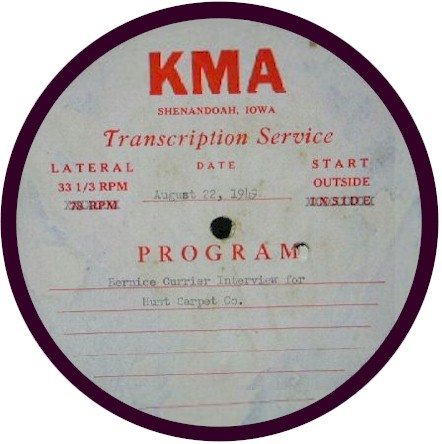 KMA
SHENANDOAH, IOWA
Transcription Service
LATERAL DATE START
33 1/3 RPM OUTSIDE
August 22, 1949
78 RPM INSIDE
PROGRAM
Bernice Currier Interview for
Hunt Carpet Co.